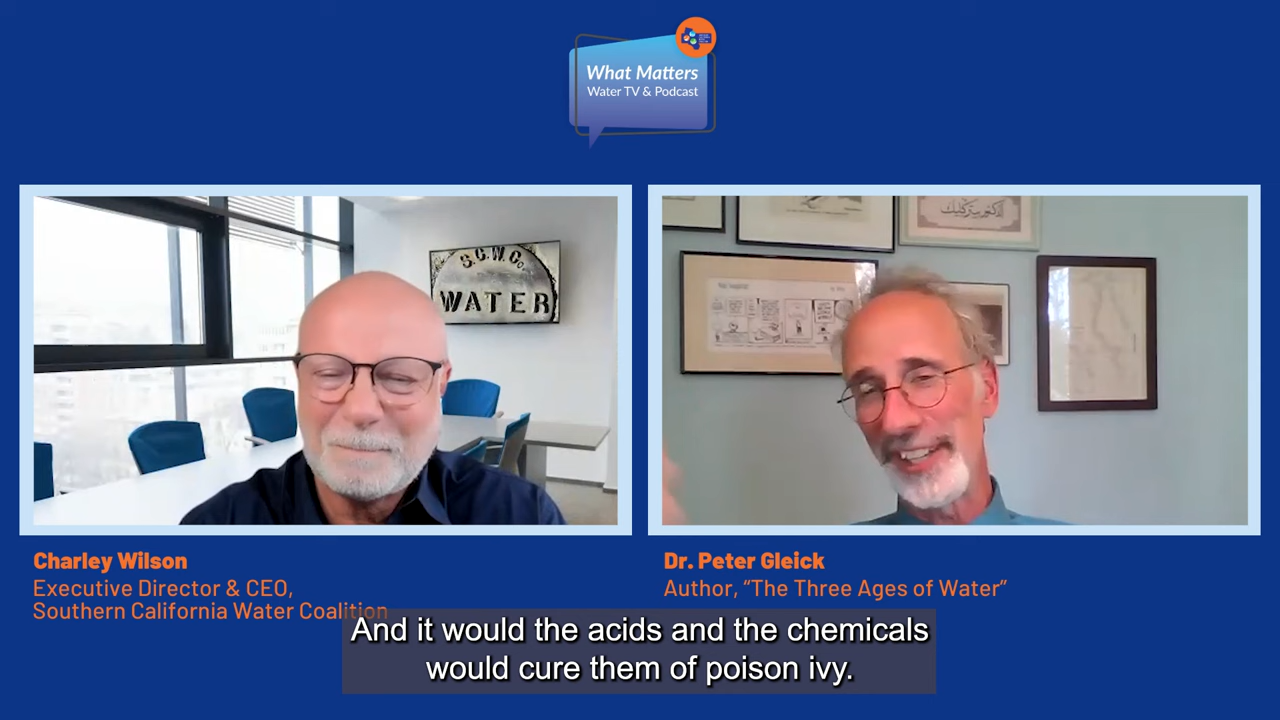 What Matters
Water TV & Podcast
S.C.W.Co.
WATER
Charley Wilson
Executive Director & CEO,
Southern California Water Coalition
Dr. Peter Gleick
Author, “The Three Ages of Water”
And it would the acids and the chemicals
would cure them of poison ivy.